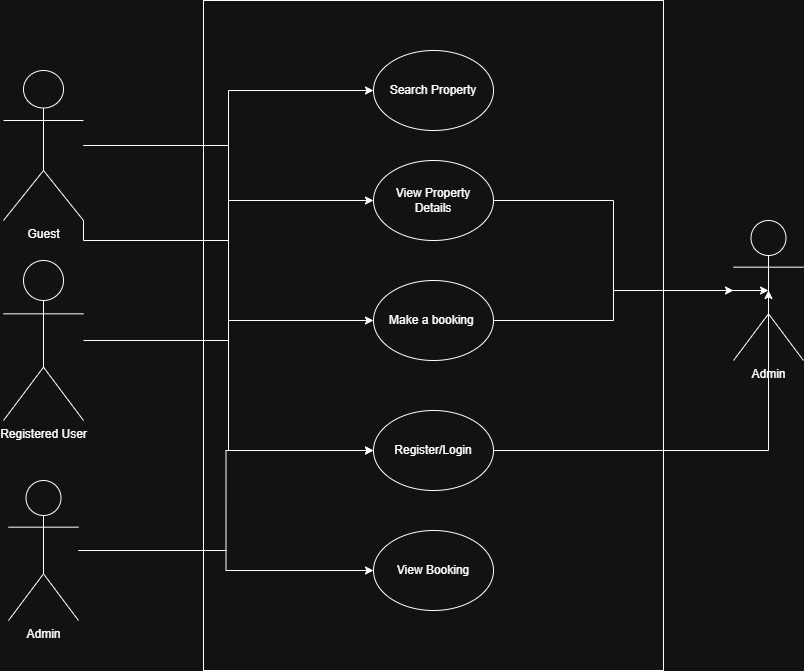 Search Property
View Property
Details
Guest
Make a booking
Admin
Registered User
Register/Login
View Booking
Admin